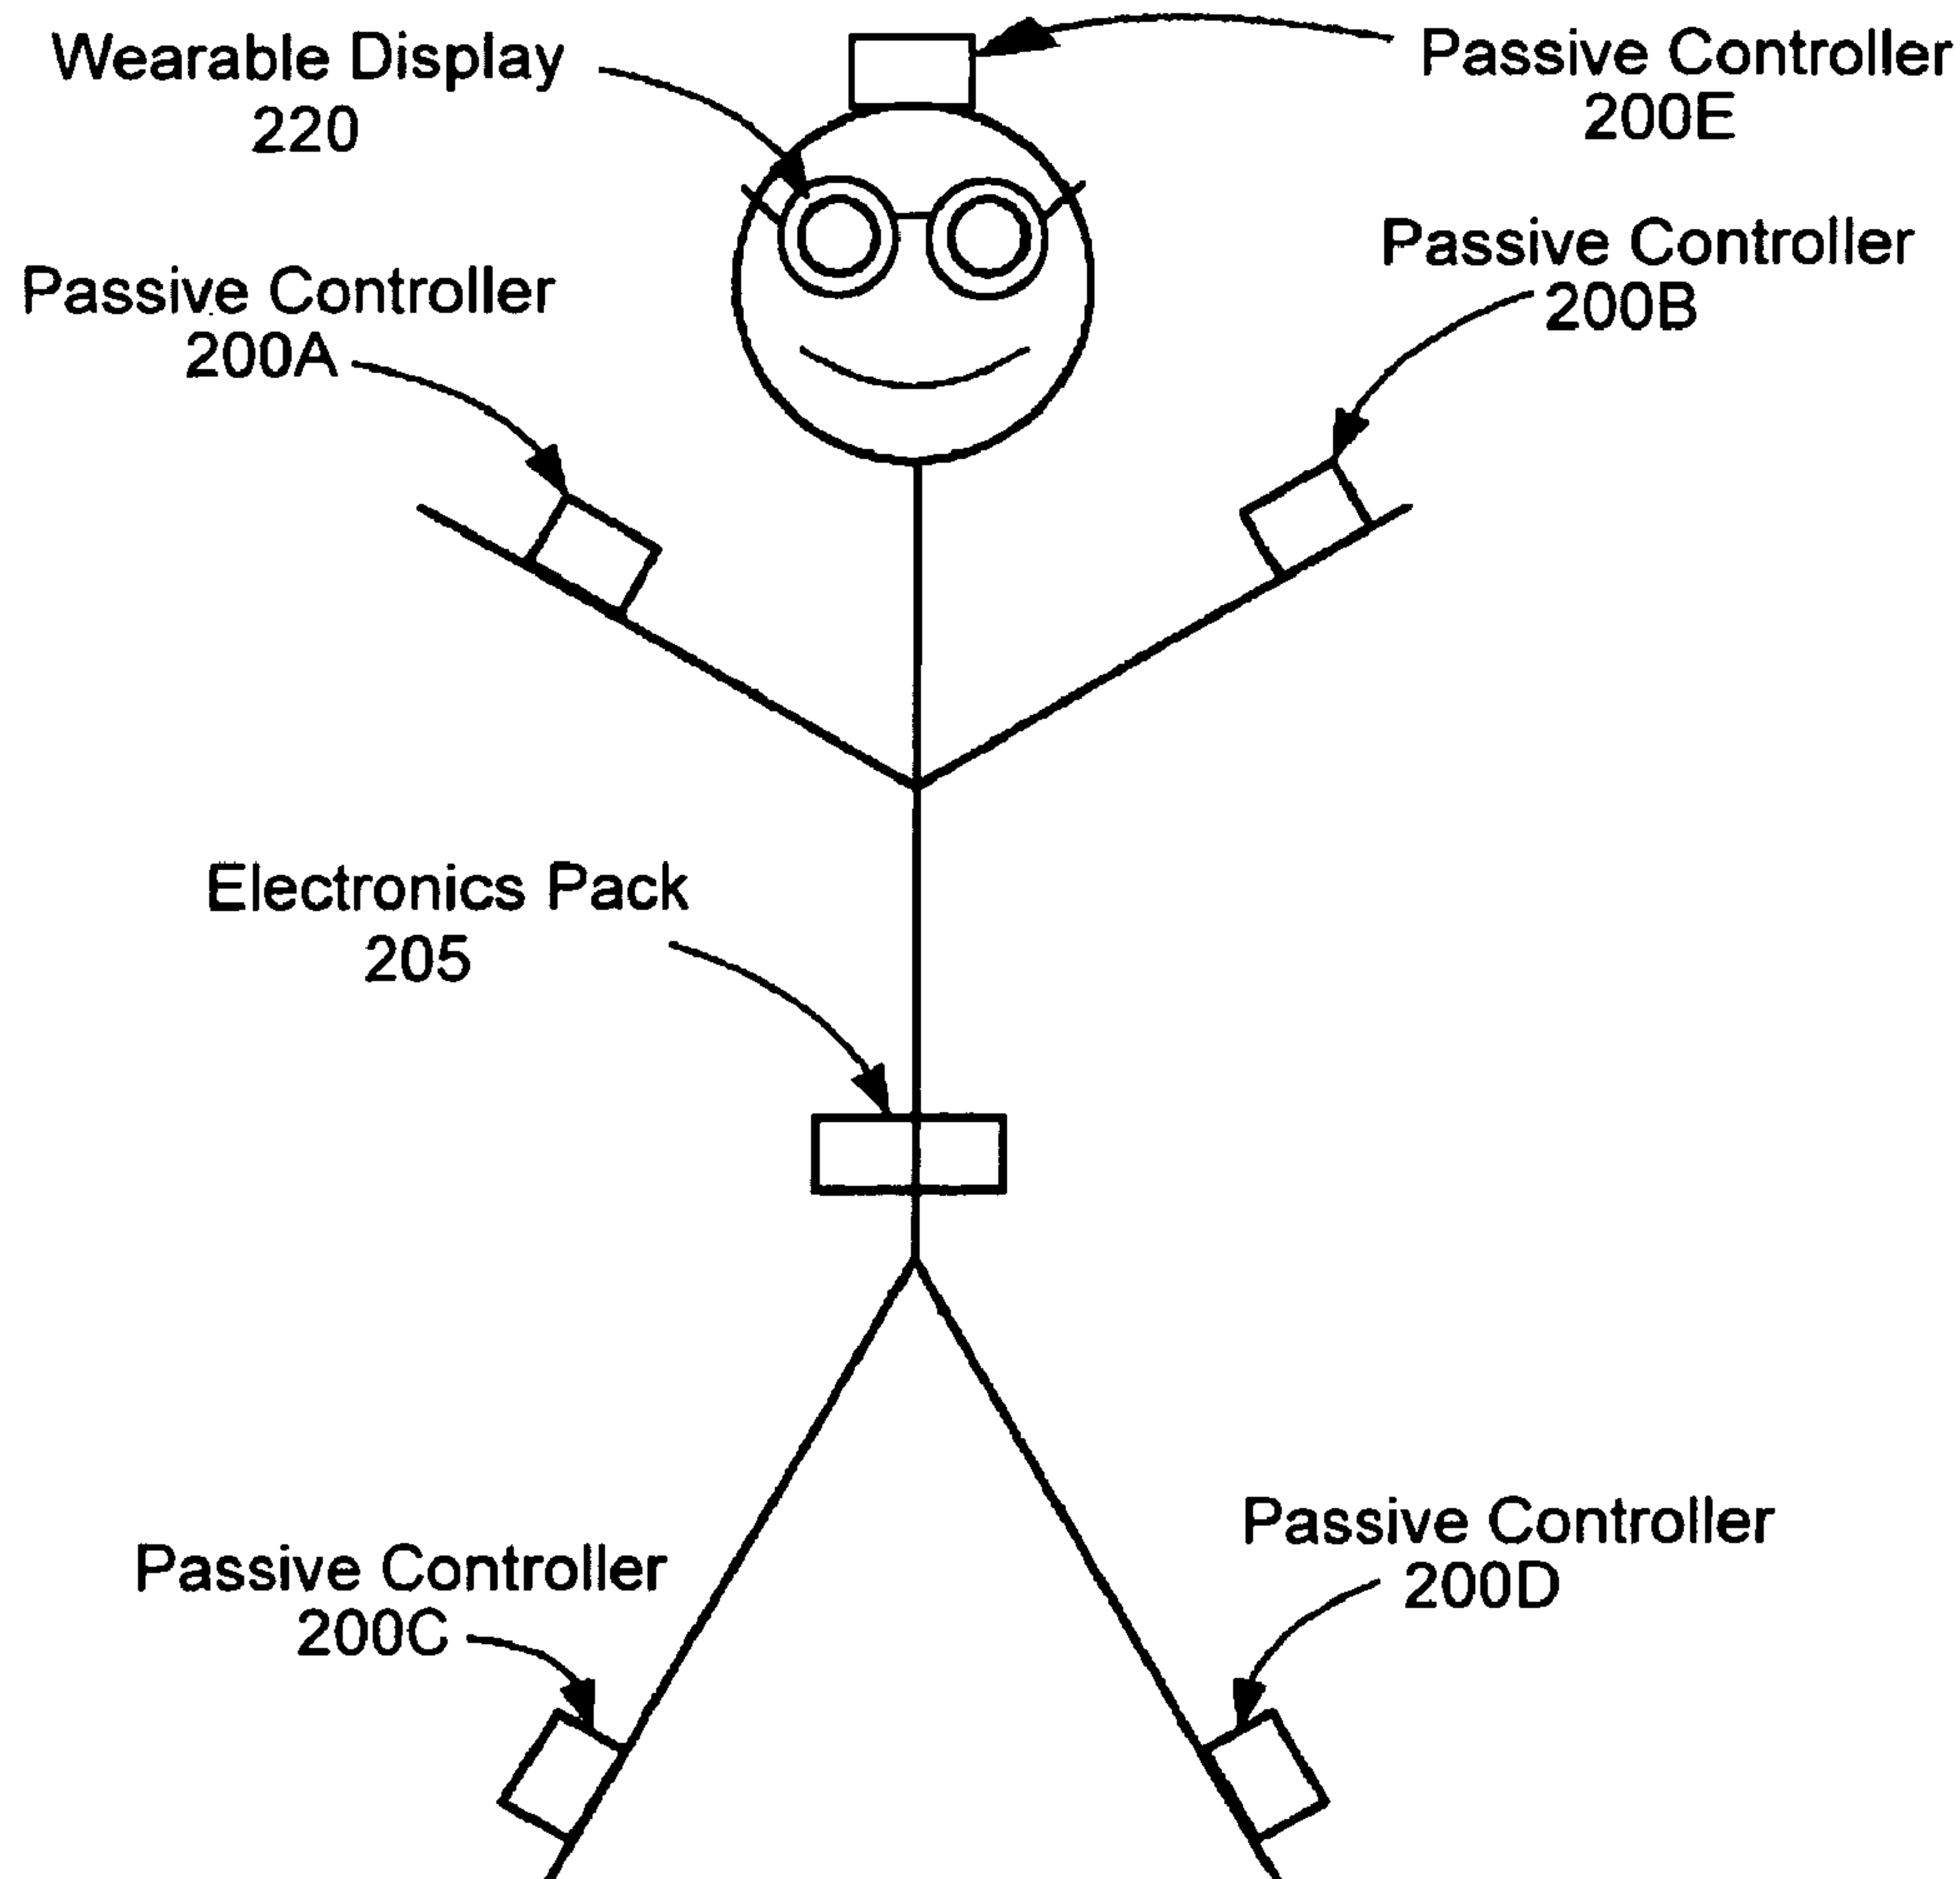 Wearable Display
220
Passive Controller
200E
Passive Controller
200B
Passive Controller
200A
Electronics Pack
205
Passive Controller
200D
Passive Controller
200C